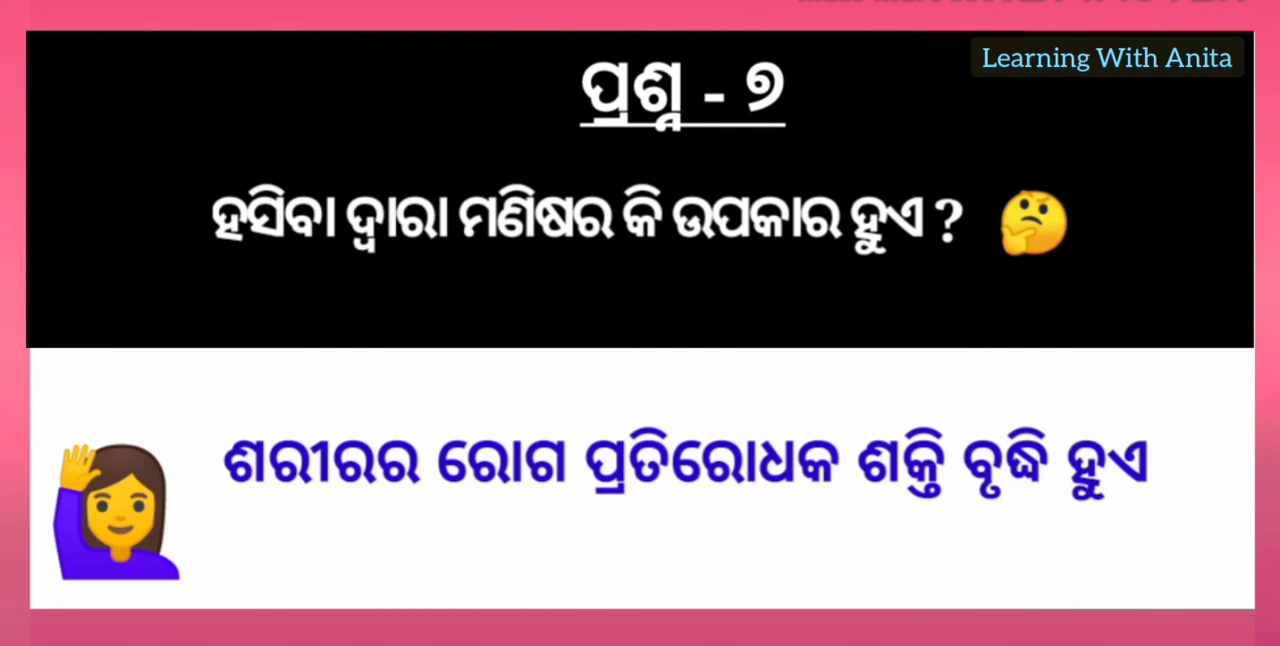 Learning With Anita
ପ୍ରଶ୍ନ - ୭
ହସିବା ଦ୍ୱାରା ମଣିଷର କି ଉପକାର ହୁଏ ?
ଶରୀରର ରୋଗ ପ୍ରତିରୋଧକ ଶକ୍ତି ବୃଦ୍ଧି ହୁଏ